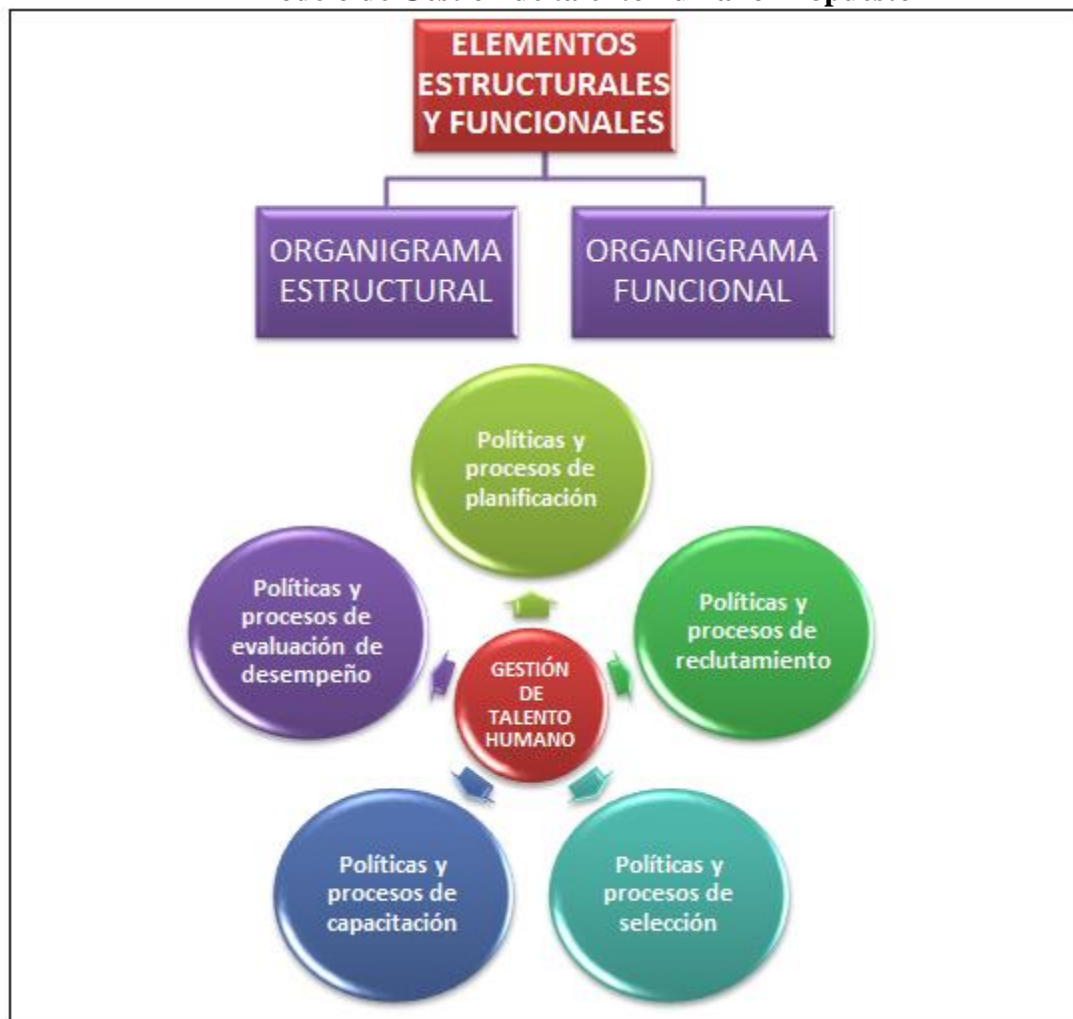 ELEMENTOS
ESTRUCTURALES
Y FUNCIONALES
ORGANIGRAMA
ESTRUCTURAL
ORGANIGRAMA
FUNCIONAL
Políticas y
procesos de
planificación
Políticas y
procesos de
evaluación de
desempeño
Políticas y
procesos de
reclutamiento
GESTIÓN
DE
TALENTO
HUMANO
Políticas y
procesos de
capacitación
Políticas y
procesos de
selección